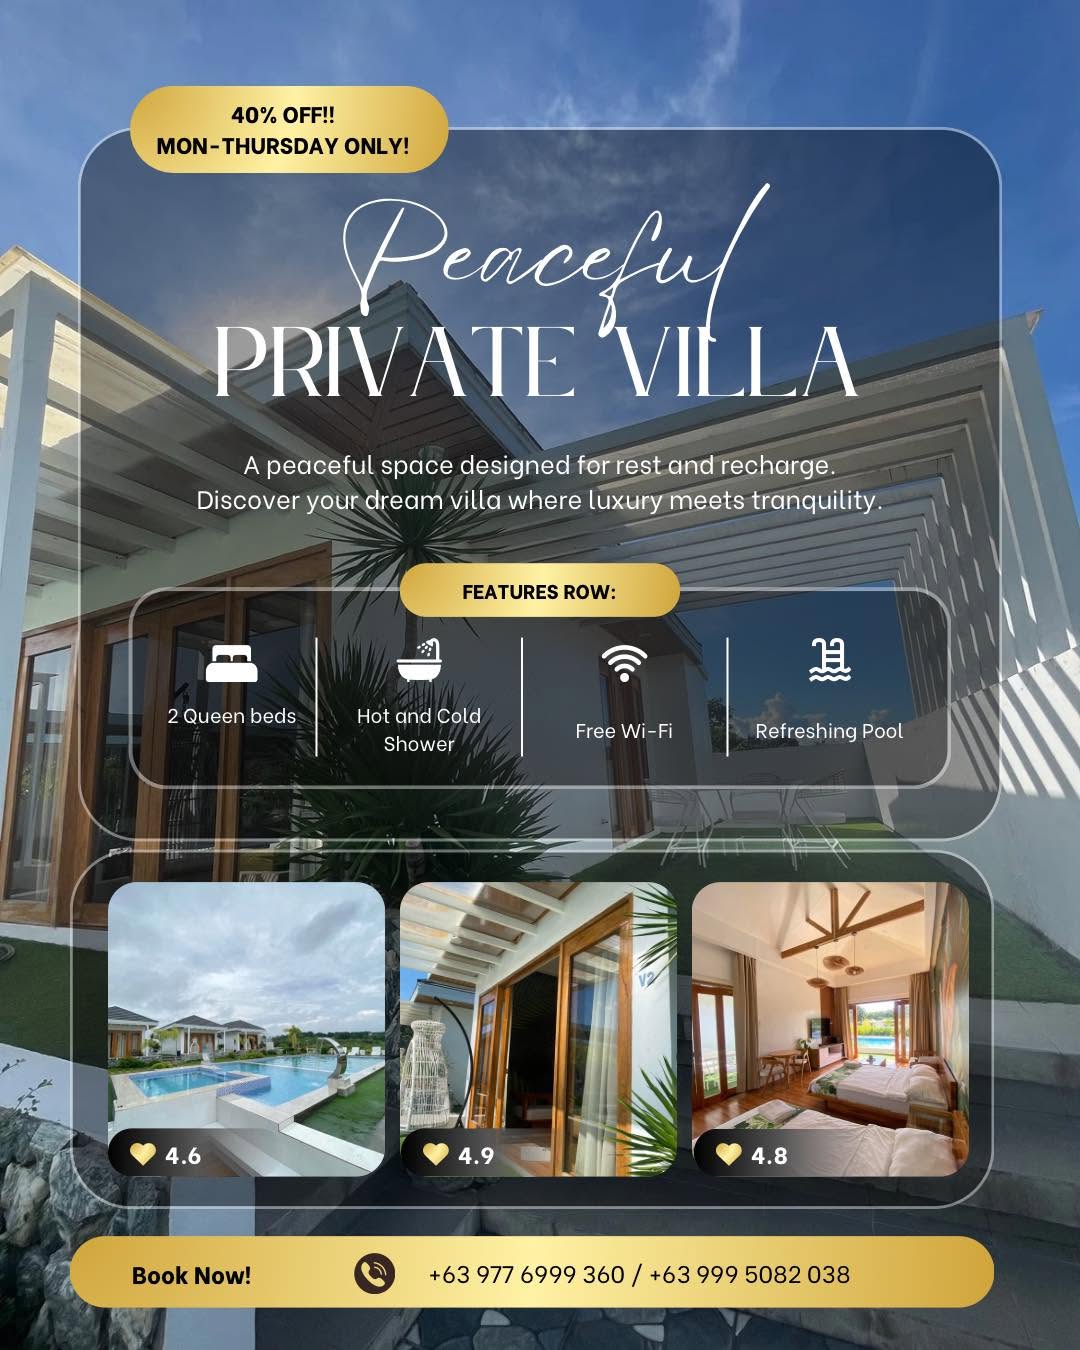 40% OFF!!
MON-THURSDAY ONLY!
Peaceful
PRIVATE VILLA
A peaceful space designed for rest and recharge.
Discover your dream villa where luxury meets tranquility.
FEATURES ROW:
2 Queen beds
Hot and Cold
Shower
Free Wi-Fi
Refreshing Pool
V2
4.6
4.9
4.8
Book Now!
+63 977 6999 360 / +63 999 5082 038